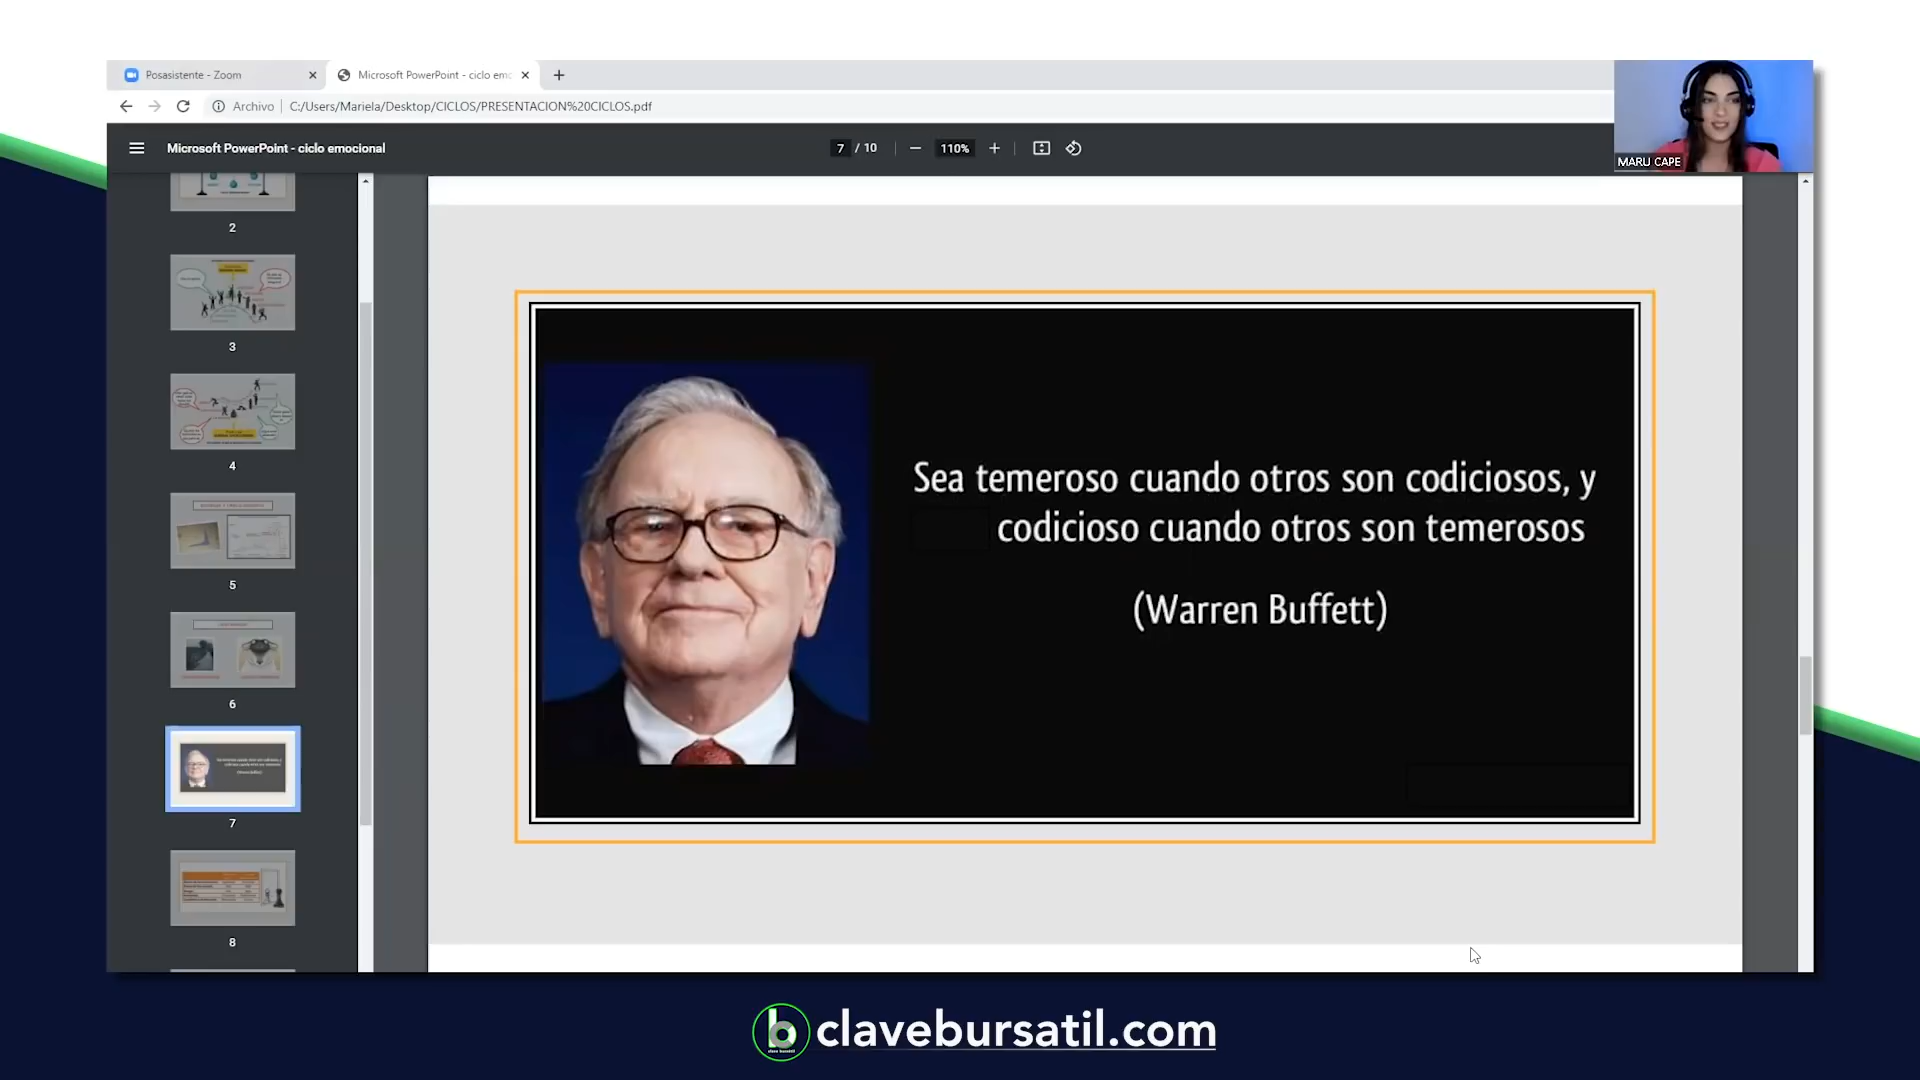 Posasistente - Zoom
Microsoft PowerPoint - ciclo emo
Archivo
C:/Users/Mariela/Desktop/CICLOS/PRESENTACION%20CICLOS.pdf
Microsoft PowerPoint - ciclo emocional
7 / 10
110%
MARU CAPE
2
3
4
5
6
7
8
Sea temeroso cuando otros son codiciosos, y
codicioso cuando otros son temerosos
(Warren Buffett)
clavebursatil.com